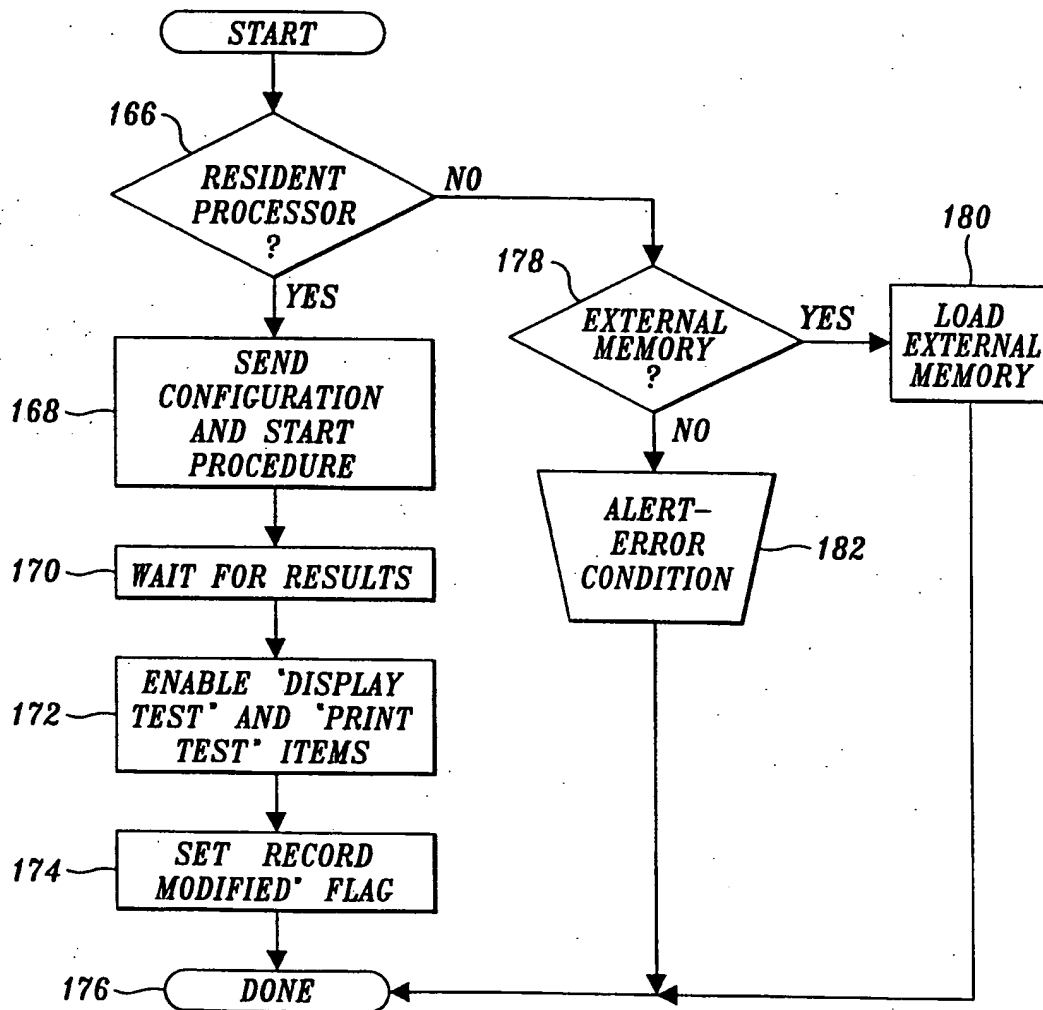 START
166
RESIDENT
PROCESSOR
?
NO
YES
178
EXTERNAL
MEMORY
?
YES
NO
180
LOAD
EXTERNAL
MEMORY
168
SEND
CONFIGURATION
AND START
PROCEDURE
ALERT-
ERROR
CONDITION
182
170
WAIT FOR RESULTS
172
ENABLE "DISPLAY
TEST" AND "PRINT
TEST" ITEMS
174
SET RECORD
MODIFIED" FLAG
176
DONE